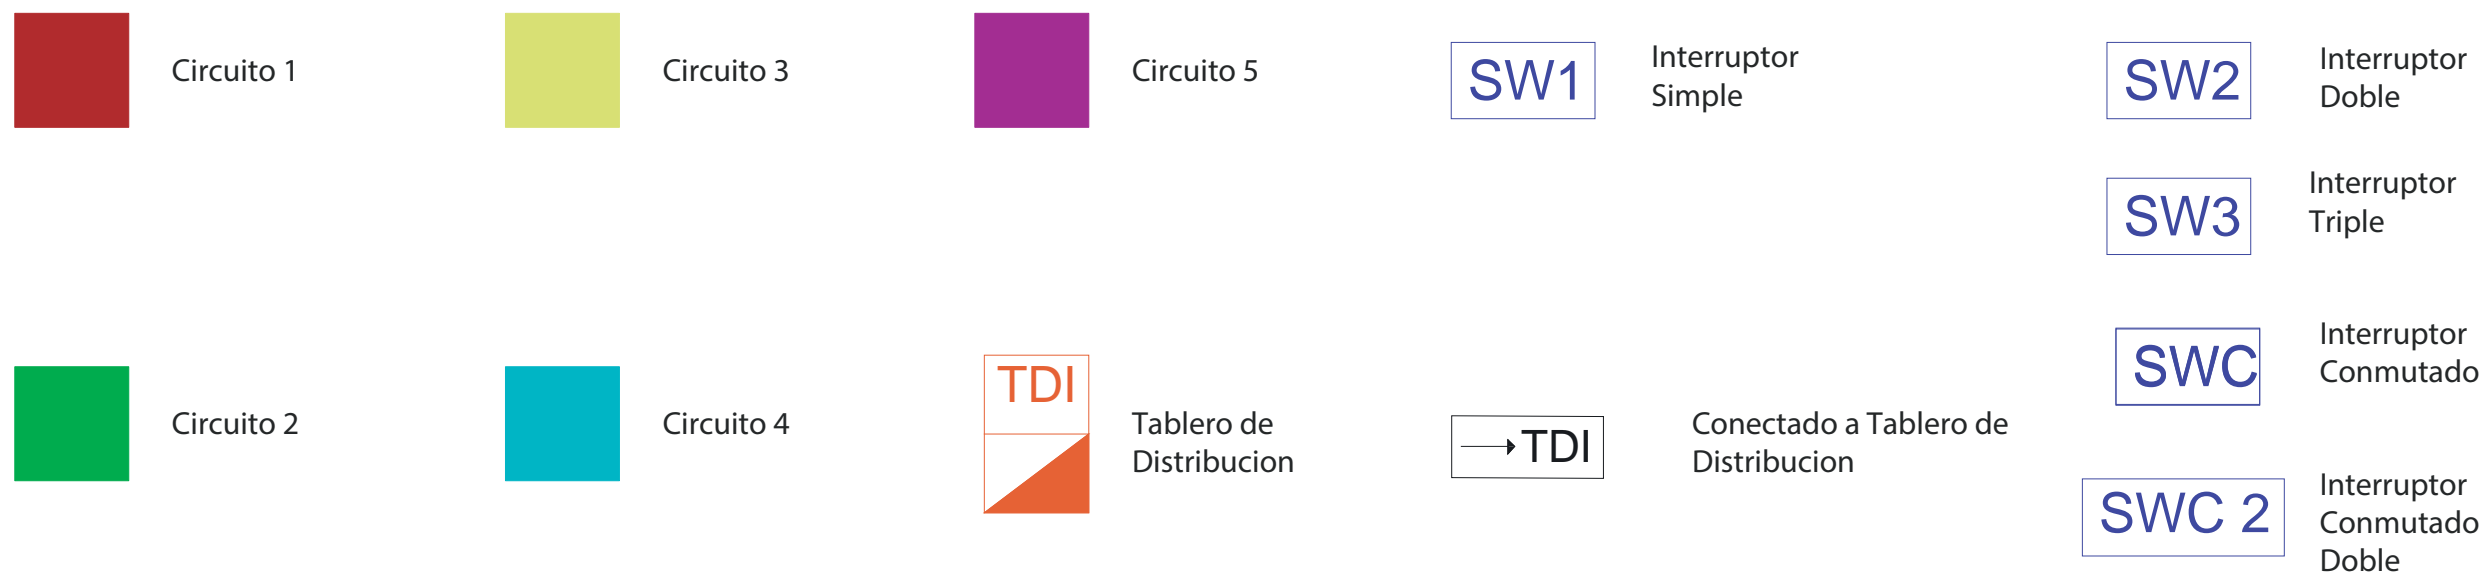 Circuito 1
Circuito 3
Circuito 5
SW1
Interruptor
Simple
SW2
Interruptor
Doble
SW3
Interruptor
Triple
SWC
Interruptor
Conmutado
Circuito 2
Circuito 4
TDI
Tablero de
Distribucion
TDI
Conectado a Tablero de
Distribucion
SWC 2
Interruptor
Conmutado
Doble